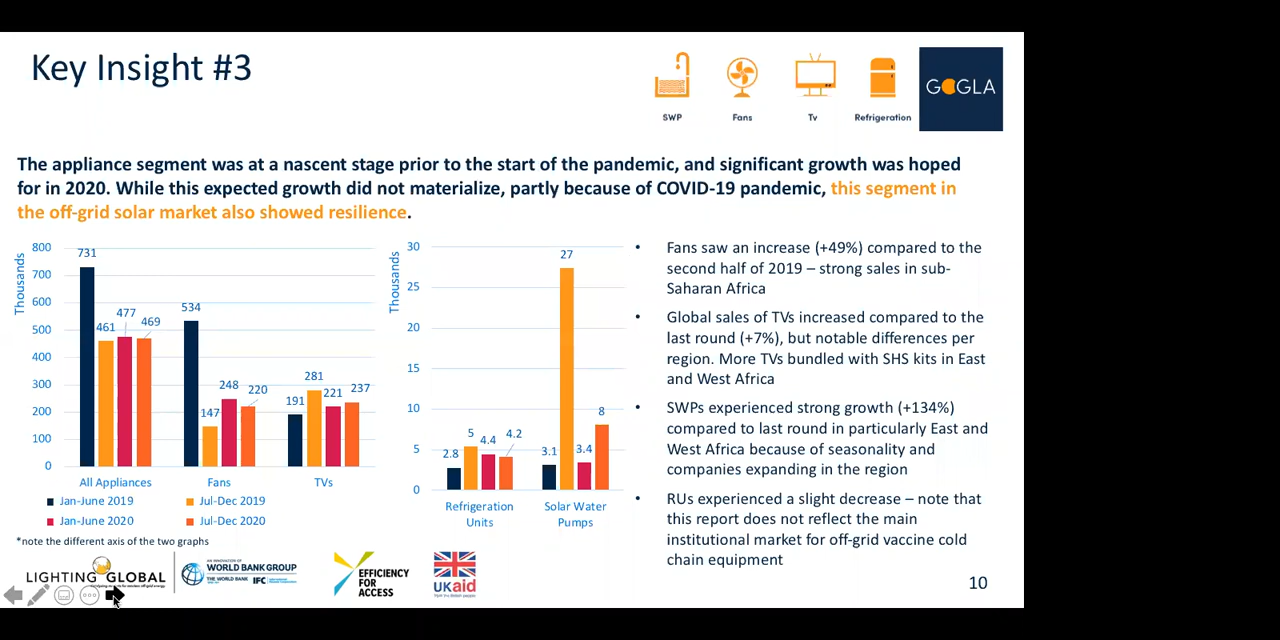 Key Insight #3
SWP
Fans
Tv
Refrigeration
GOGLA
The appliance segment was at a nascent stage prior to the start of the pandemic, and significant growth was hoped
for in 2020. While this expected growth did not materialize, partly because of COVID-19 pandemic, this segment in
the off-grid solar market also showed resilience.
Thousands
800
700
600
500
400
300
200
100
0
731
461
477
469
534
147
248
220
191
281
221
237
All Appliances
Fans
TVs
Jan-June 2019
Jul-Dec 2019
Jan-June 2020
Jul-Dec 2020
*note the different axis of the two graphs
Thousands
30
25
20
15
10
5
0
2.8
5
4.4
4.2
3.1
27
3.4
8
Refrigeration
Units
Solar Water
Pumps
• Fans saw an increase (+49%) compared to the
second half of 2019 – strong sales in sub-
Saharan Africa
• Global sales of TVs increased compared to the
last round (+7%), but notable differences per
region. More TVs bundled with SHS kits in East
and West Africa
• SWPs experienced strong growth (+134%)
compared to last round in particularly East and
West Africa because of seasonality and
companies expanding in the region
• RUs experienced a slight decrease – note that
this report does not reflect the main
institutional market for off-grid vaccine cold
chain equipment
LIGHTING GLOBAL
AN INNOVATION OF
WORLD BANK GROUP
THE WORLD BANK
IFC
EFFICIENCY
FOR
ACCESS
UKaid
from the British people
10